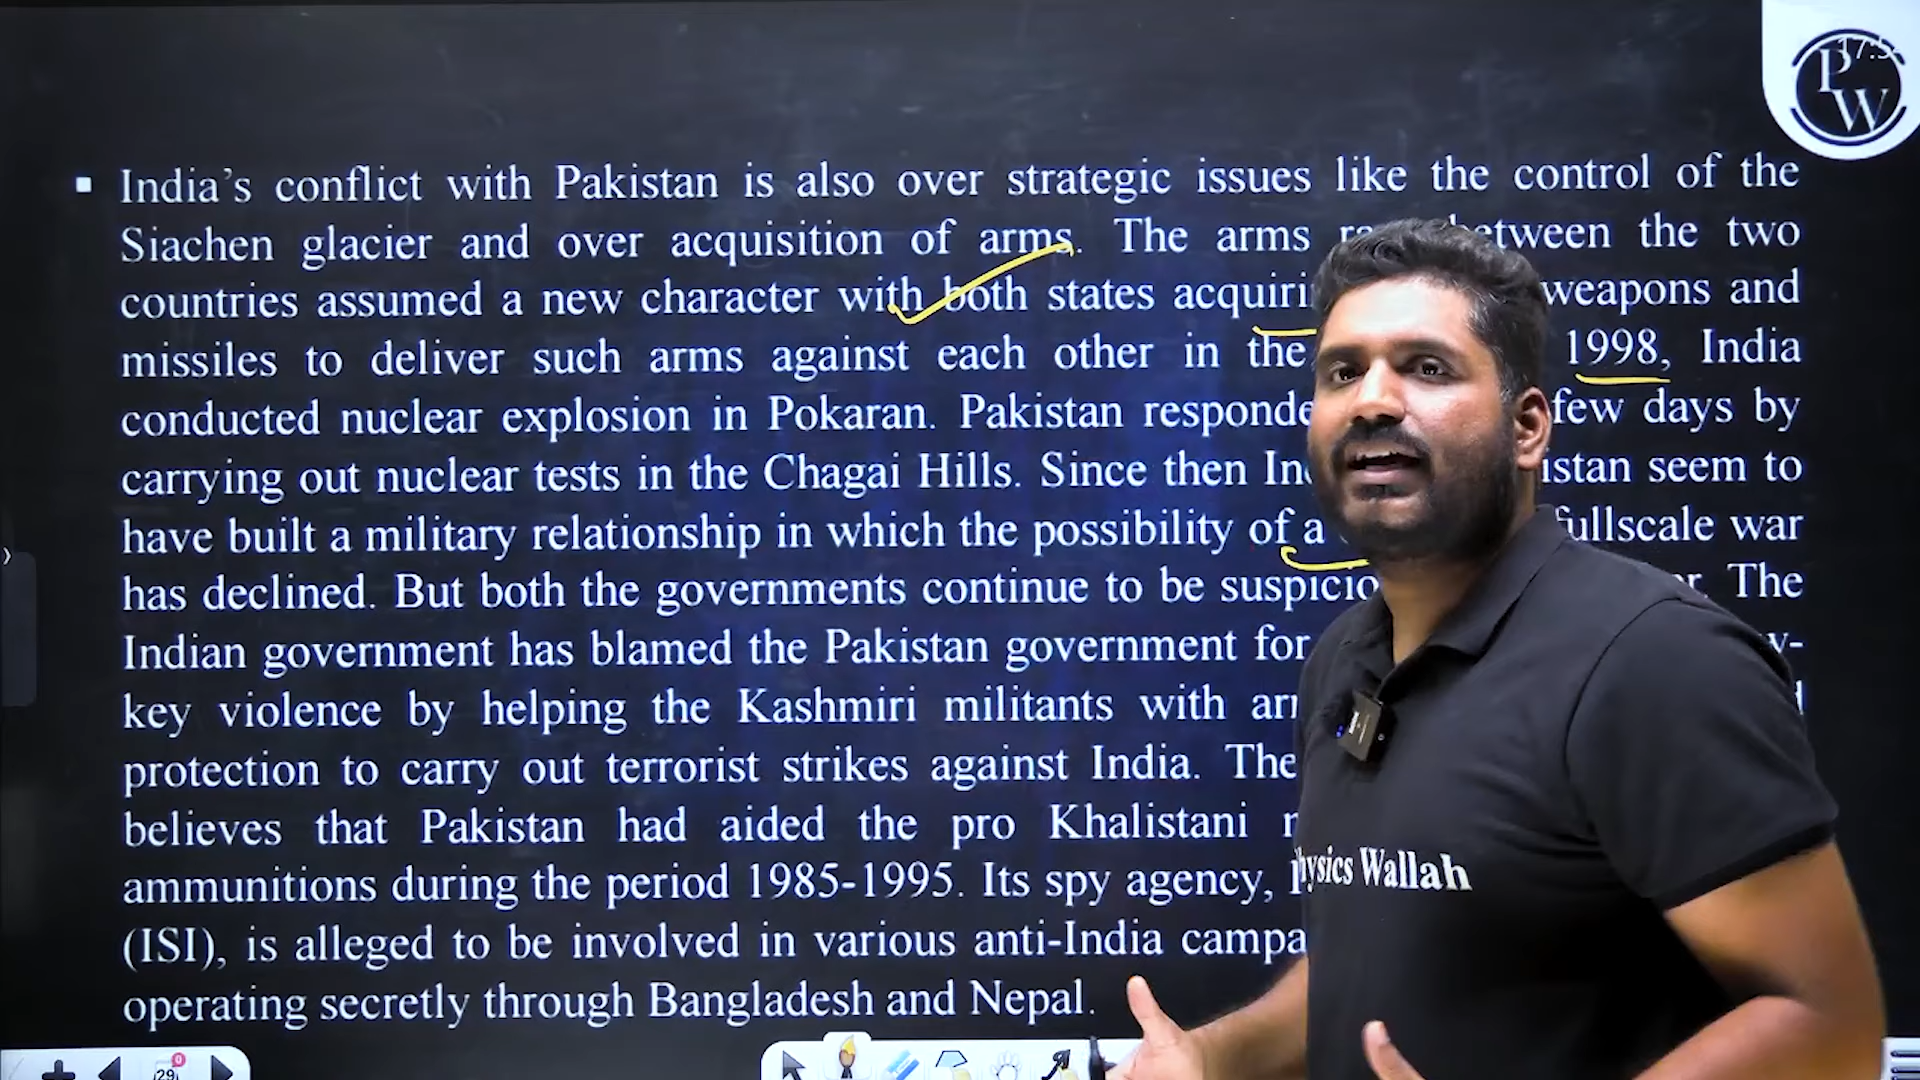 17:5
PW
▪ India's conflict with Pakistan is also over strategic issues like the control of the
Siachen glacier and over acquisition of arms. The arms between the two
countries assumed a new character with both states weapons and
missiles to deliver such arms against each other in the 1998, India
conducted nuclear explosion in Pokaran. Pakistan few days by
carrying out nuclear tests in the Chagai Hills. Since then seem to
have built a military relationship in which the possibility of a fullscale war
has declined. But both the governments continue to be The
Indian government has blamed the Pakistan government for
key violence by helping the Kashmiri militants with
protection to carry out terrorist strikes against India. The
believes that Pakistan had aided the pro Khalistani
ammunitions during the period 1985-1995. Its spy agency,
(ISI), is alleged to be involved in various anti-India
operating secretly through Bangladesh and Nepal.
Physics Wallah
29
0